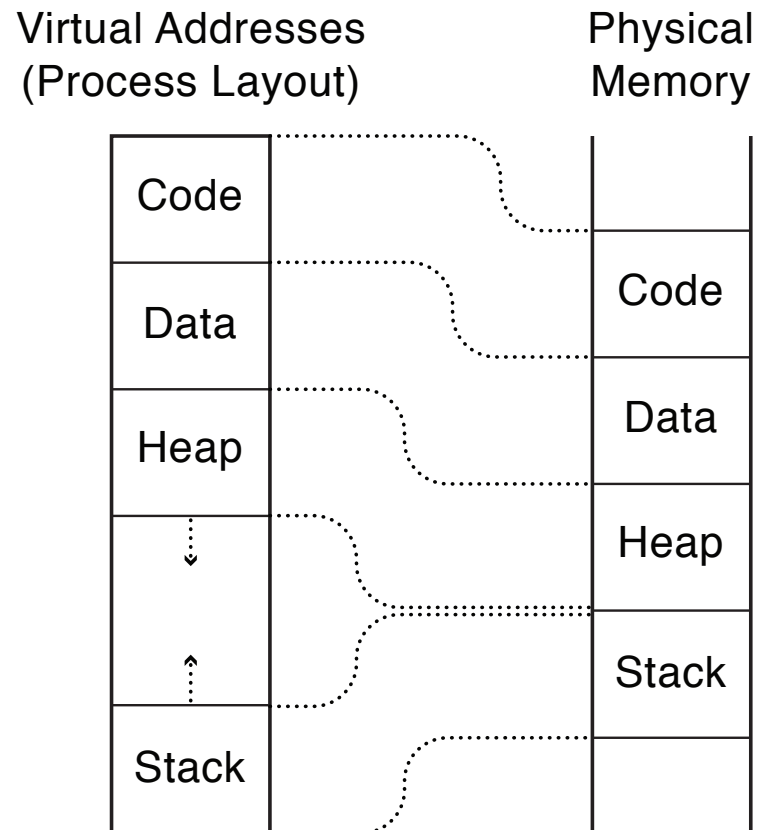 Virtual Addresses
(Process Layout)
Physical
Memory
Code
Data
Heap
Stack
Code
Data
Heap
Stack